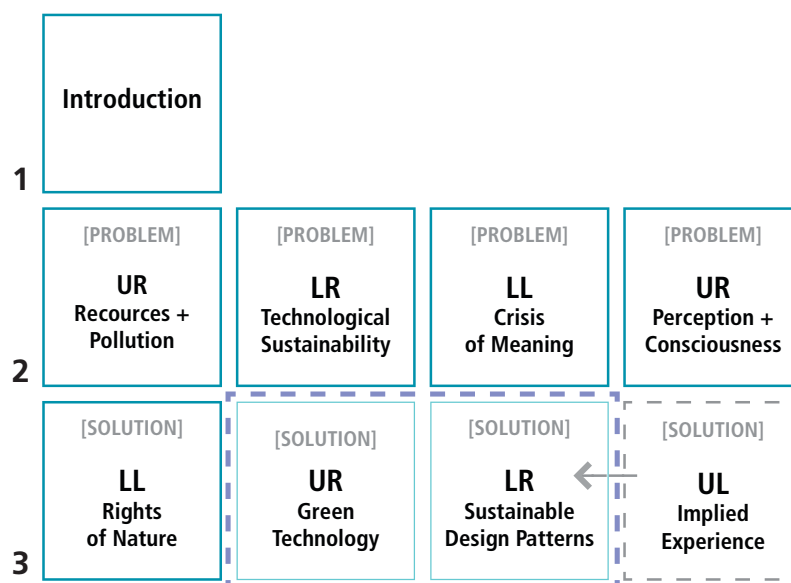 Introduction
1
[PROBLEM]
UR
Recources +
Pollution
[PROBLEM]
LR
Technological
Sustainability
[PROBLEM]
LL
Crisis
of Meaning
[PROBLEM]
UR
Perception +
Consciousness
2
[SOLUTION]
LL
Rights
of Nature
[SOLUTION]
UR
Green
Technology
[SOLUTION]
LR
Sustainable
Design Patterns
[SOLUTION]
UL
Implied
Experience
3